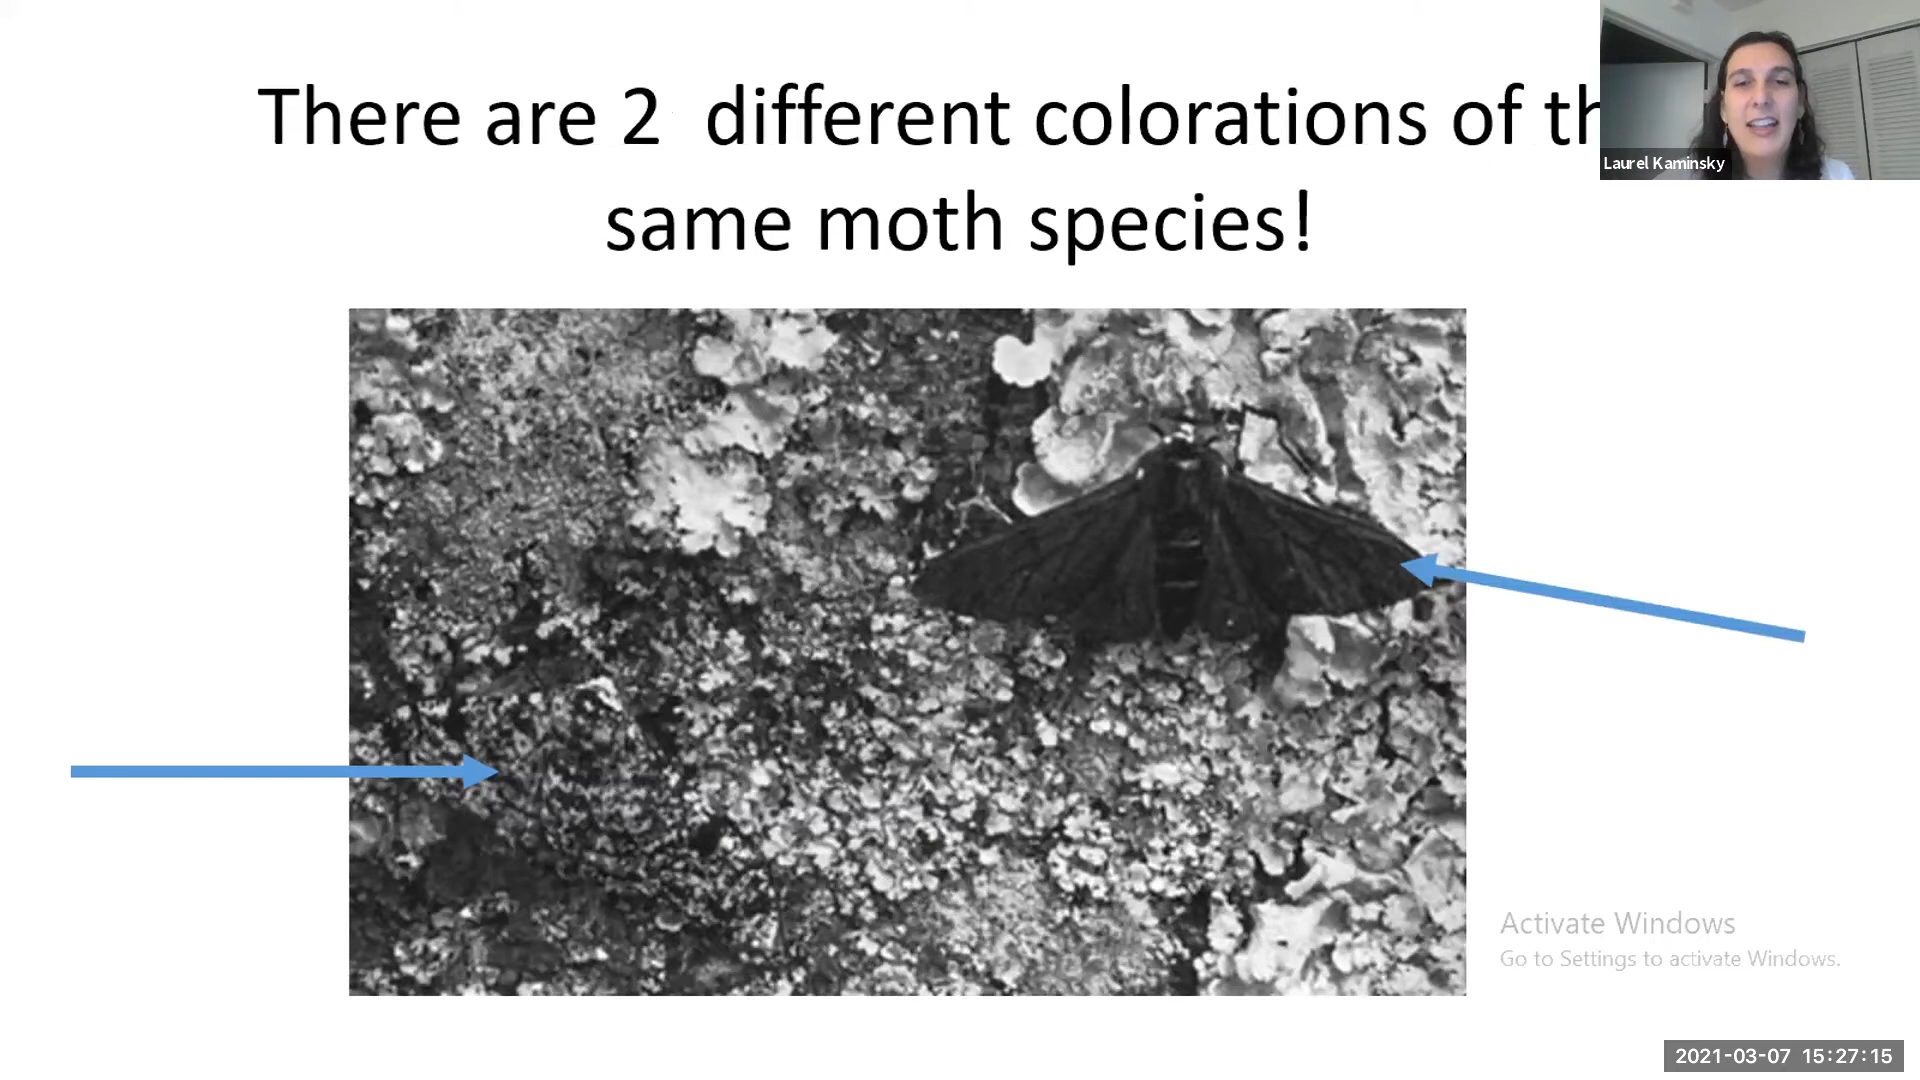 There are 2 different colorations of th
same moth species!
Laurel Kaminsky
Activate Windows
Go to Settings to activate Windows.
2021-03-07 15:27:15